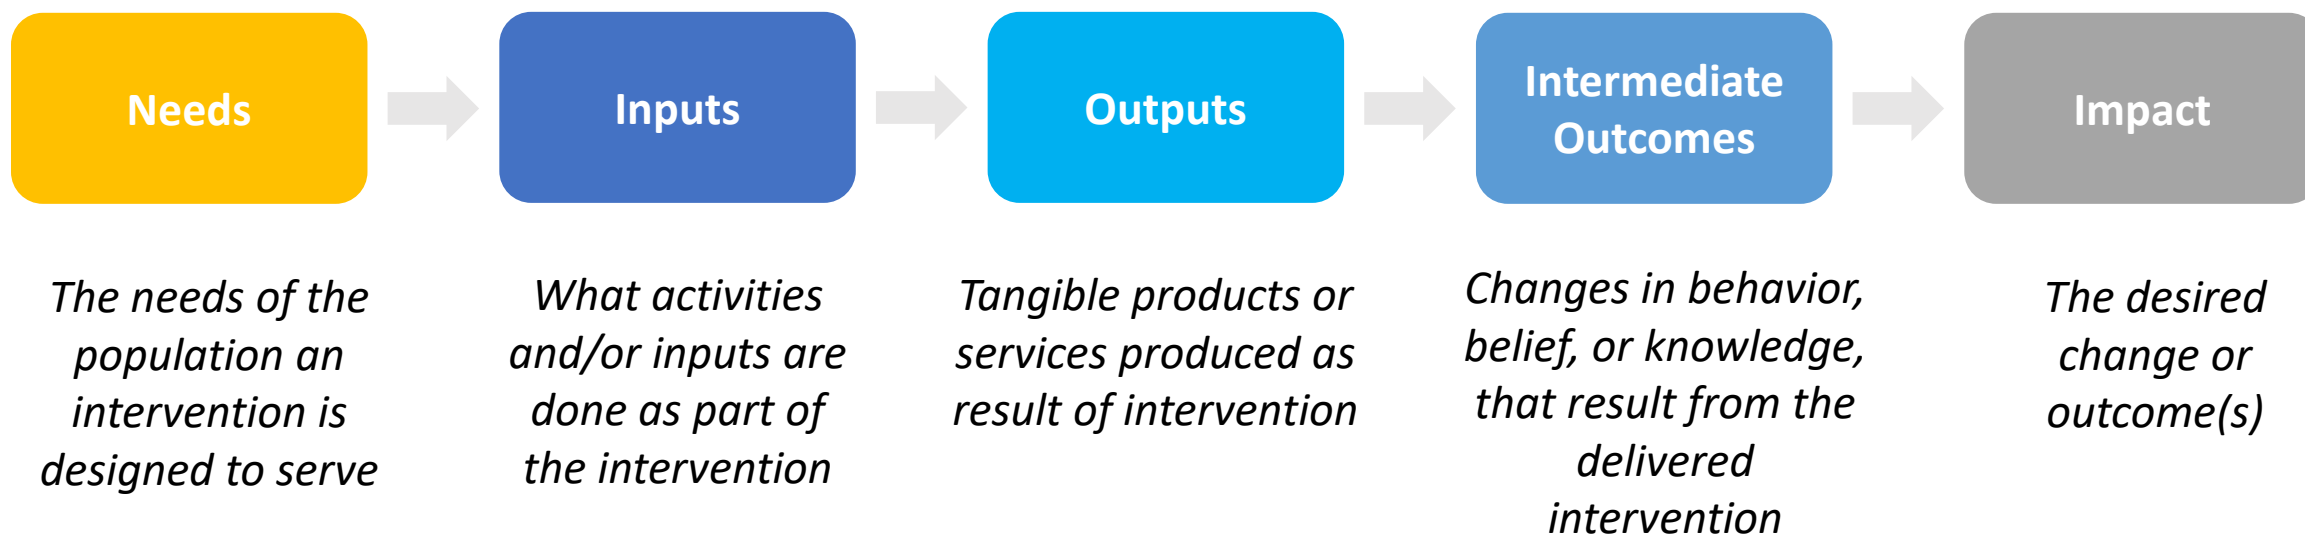 Needs
Inputs
Outputs
Intermediate
Outcomes
Impact
The needs of the
population an
intervention is
designed to serve
What activities
and/or inputs are
done as part of
the intervention
Tangible products or
services produced as
result of intervention
Changes in behavior,
belief, or knowledge,
that result from the
delivered
intervention
The desired
change or
outcome(s)